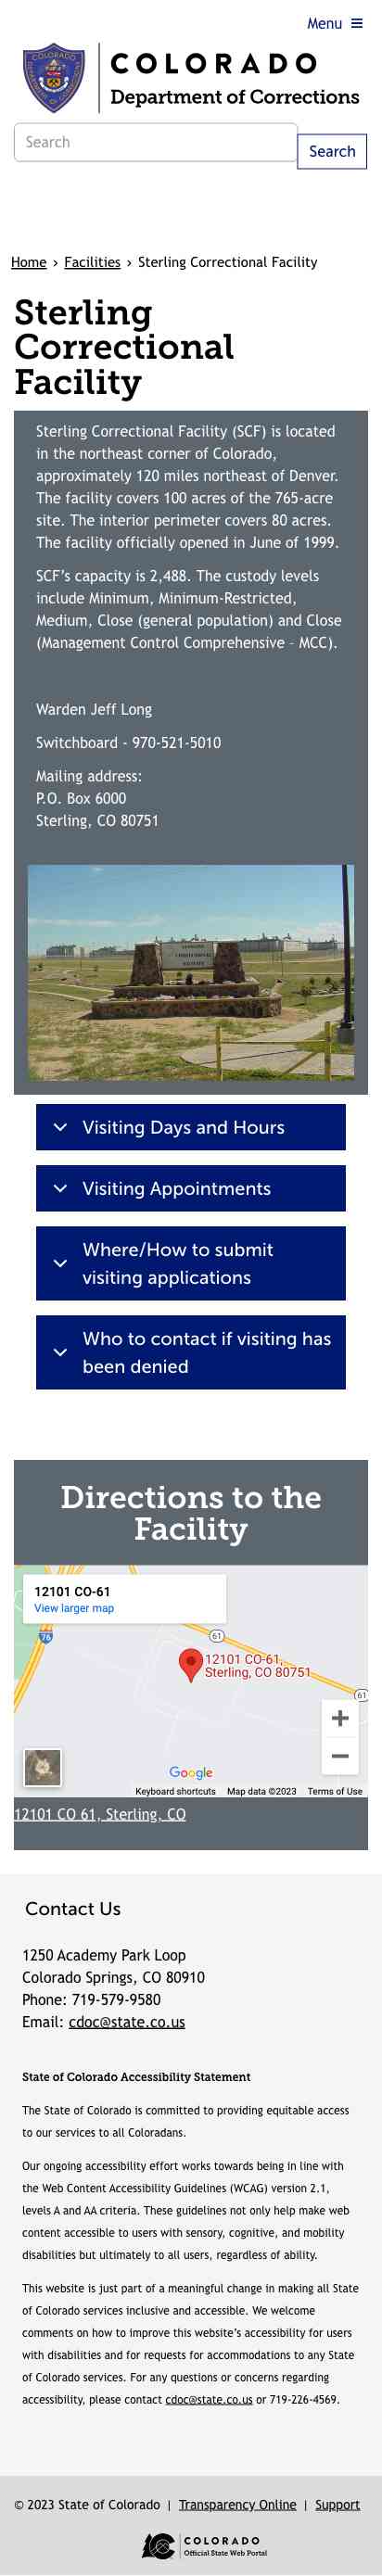 Menu
COLORADO
Department of Corrections
Search
Search
Home › Facilities › Sterling Correctional Facility
Sterling
Correctional
Facility
Sterling Correctional Facility (SCF) is located
in the northeast corner of Colorado,
approximately 120 miles northeast of Denver.
The facility covers 100 acres of the 765-acre
site. The interior perimeter covers 80 acres.
The facility officially opened in June of 1999.
SCF’s capacity is 2,488. The custody levels
include Minimum, Minimum-Restricted,
Medium, Close (general population) and Close
(Management Control Comprehensive - MCC).
Warden Jeff Long
Switchboard - 970-521-5010
Mailing address:
P.O. Box 6000
Sterling, CO 80751
Visiting Days and Hours
Visiting Appointments
Where/How to submit
visiting applications
Who to contact if visiting has
been denied
Directions to the
Facility
12101 CO-61
View larger map
76
61
12101 CO-61,
Sterling, CO 80751
61
Google
Keyboard shortcuts Map data ©2023 Terms of Use
12101 CO 61, Sterling, CO
Contact Us
1250 Academy Park Loop
Colorado Springs, CO 80910
Phone: 719-579-9580
Email: cdoc@state.co.us
State of Colorado Accessibility Statement
The State of Colorado is committed to providing equitable access
to our services to all Coloradans.
Our ongoing accessibility effort works towards being in line with
the Web Content Accessibility Guidelines (WCAG) version 2.1,
levels A and AA criteria. These guidelines not only help make web
content accessible to users with sensory, cognitive, and mobility
disabilities but ultimately to all users, regardless of ability.
This website is just part of a meaningful change in making all State
of Colorado services inclusive and accessible. We welcome
comments on how to improve this website’s accessibility for users
with disabilities and for requests for accommodations to any State
of Colorado services. For any questions or concerns regarding
accessibility, please contact cdoc@state.co.us or 719-226-4569.
© 2023 State of Colorado | Transparency Online | Support
COLORADO
Official State Web Portal